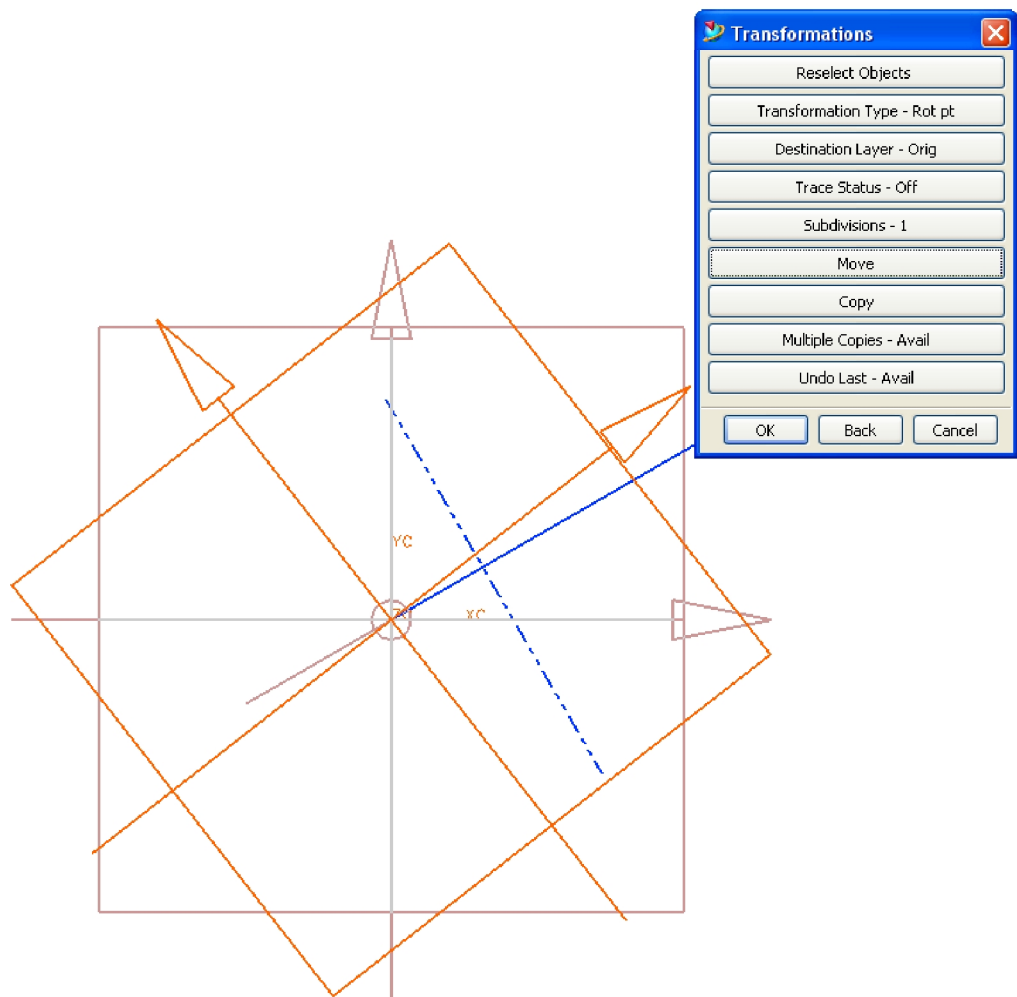 Transformations
Reselect Objects
Transformation Type - Rot pt
Destination Layer - Orig
Trace Status - Off
Subdivisions - 1
Move
Copy
Multiple Copies - Avail
Undo Last - Avail
OK Back Cancel
YC
XC